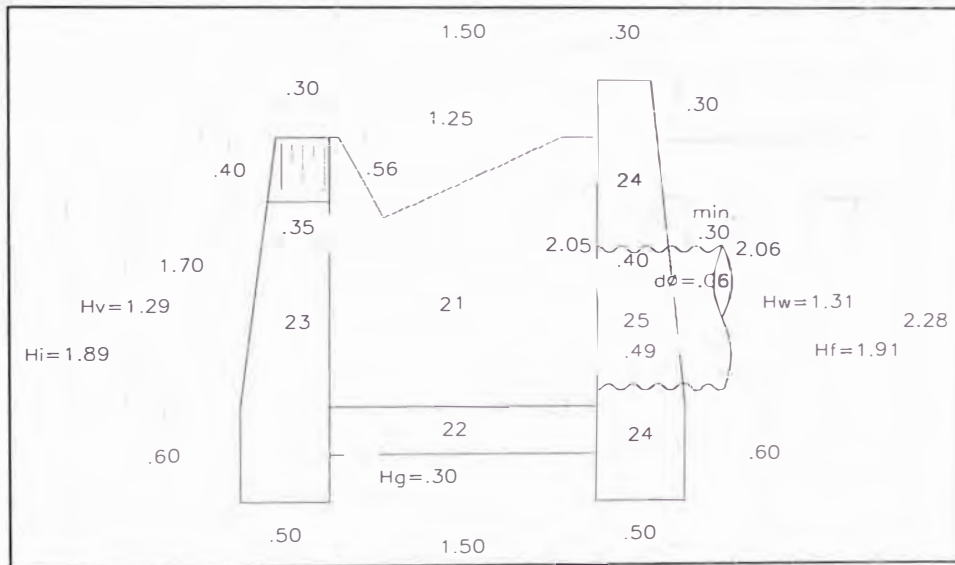 1.50 .30
.30 .30
1.25
.40 .56 24
.35 min.
.30
2.05 2.06
1.70 .40
dø=.06
Hv=1.29 21 Hw=1.31
23 25 2.28
Hi=1.89 .49 Hf=1.91
22 24
.60 .60
Hg=.30
.50 .50
1.50